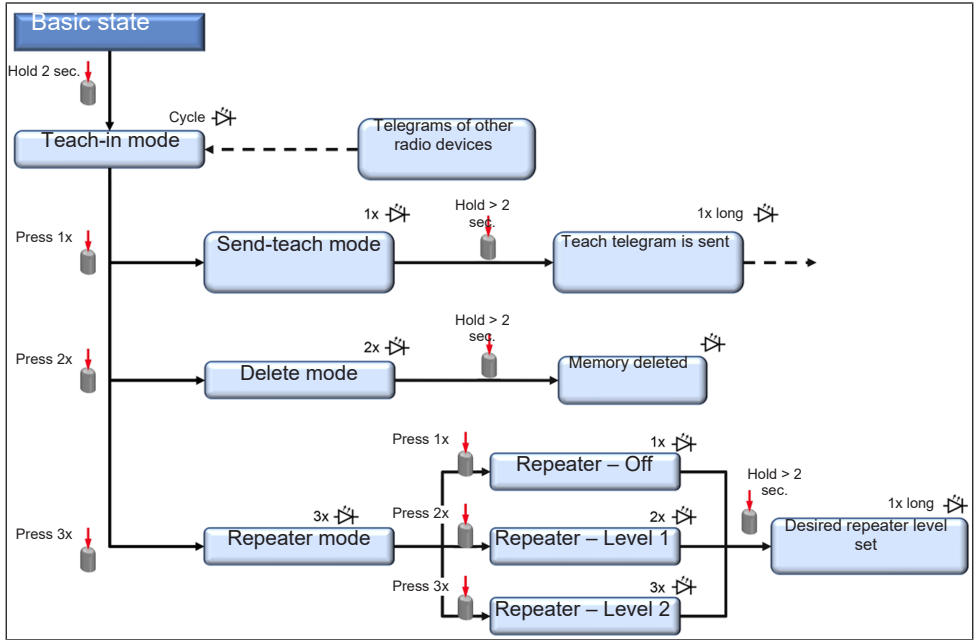 Basic state
Hold 2 sec.
Cycle
Teach-in mode
Telegrams of other
radio devices
Press 1x
1x
Send-teach mode
Hold > 2
sec.
1x long
Teach telegram is sent
Press 2x
2x
Delete mode
Hold > 2
sec.
Memory deleted
Press 3x
3x
Repeater mode
Press 1x
1x
Repeater – Off
Press 2x
2x
Repeater – Level 1
Press 3x
3x
Repeater – Level 2
Hold > 2
sec.
1x long
Desired repeater level
set